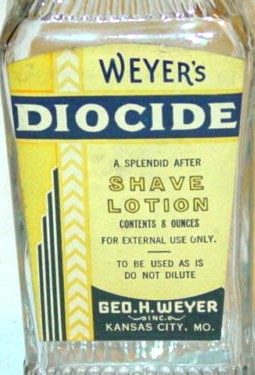 WEYER'S
DIOCIDE
A SPLENDID AFTER
SHAVE
LOTION
CONTENTS 8 OUNCES
FOR EXTERNAL USE ONLY.
TO BE USED AS IS
DO NOT DILUTE
GEO.H.WEYER
INC.
KANSAS CITY, MO.